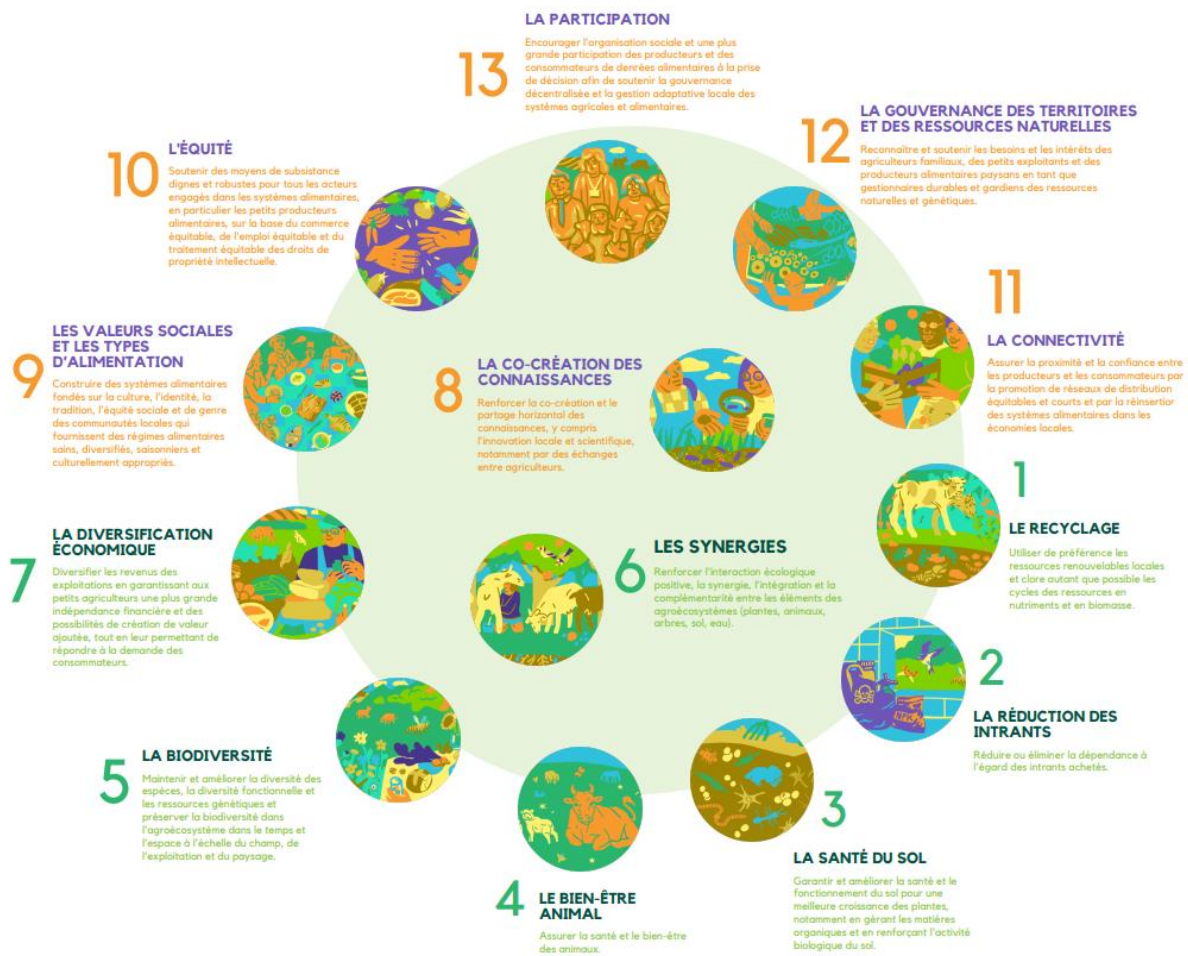 LA PARTICIPATION
13
Encourager l'organisation sociale et une plus
grande participation des producteurs et des
consommateurs de denrées alimentaires à la prise
de décision afin de soutenir la gouvernance
décentralisée et la gestion adaptative locale des
systèmes agricoles et alimentaires.
12
LA GOUVERNANCE DES TERRITOIRES
ET DES RESSOURCES NATURELLES
Reconnaître et soutenir les besoins et les intérêts des
agriculteurs familiaux, des petits exploitants et des
producteurs alimentaires paysans en tant que
gestionnaires durables et gardiens des ressources
naturelles et génétiques.
10
L'ÉQUITÉ
Soutenir des moyens de subsistance
dignes et robustes pour tous les acteurs
engagés dans les systèmes alimentaires,
en particulier les petits producteurs
alimentaires, sur la base du commerce
équitable, de l'emploi équitable et du
traitement équitable des droits de
propriété intellectuelle.
11
LA CONNECTIVITÉ
Assurer la proximité et la confiance entre
les producteurs et les consommateurs par
la promotion de réseaux de distribution
équitables et courts et par la réinsertior
des systèmes alimentaires dans les
économies locales.
9
LES VALEURS SOCIALES
ET LES TYPES
D'ALIMENTATION
Construire des systèmes alimentaires
fondés sur la culture, l'identité, la
tradition, l'équité sociale et de genre
des communautés locales qui
fournissent des régimes alimentaires
sains, diversifiés, saisonniers et
culturellement appropriés.
8
LA CO-CRÉATION DES
CONNAISSANCES
Renforcer la co-création et le
partage horizontal des
connaissances, y compris
l'innovation locale et scientifique,
notamment par des échanges
entre agriculteurs.
1
LE RECYCLAGE
Utiliser de préférence les
ressources renouvelables locales
et clore autant que possible les
cycles des ressources en
nutriments et en biomasse.
7
LA DIVERSIFICATION
ÉCONOMIQUE
Diversifier les revenus des
exploitations en garantissant aux
petits agriculteurs une plus grande
indépendance financière et des
possibilités de création de valeur
ajoutée, tout en leur permettant de
répondre à la demande des
consommateurs.
6
LES SYNERGIES
Renforcer l'interaction écologique
positive, la synergie, l'intégration et la
complémentarité entre les éléments des
agroécosystèmes (plantes, animaux,
arbres, sol, eau).
2
LA RÉDUCTION DES
INTRANTS
Réduire ou éliminer la dépendance à
l'égard des intrants achetés.
NPK
5
LA BIODIVERSITÉ
Maintenir et améliorer la diversité des
espèces, la diversité fonctionnelle et
les ressources génétiques et
préserver la biodiversité dans
l'agroécosystème dans le temps et
l'espace à l'échelle du champ, de
l'exploitation et du paysage.
3
LA SANTÉ DU SOL
Garantir et améliorer la santé et le
fonctionnement du sol pour une
meilleure croissance des plantes,
notamment en gérant les matières
organiques et en renforçant l'activité
biologique du sol.
4
LE BIEN-ÊTRE
ANIMAL
Assurer la santé et le bien-être
des animaux.